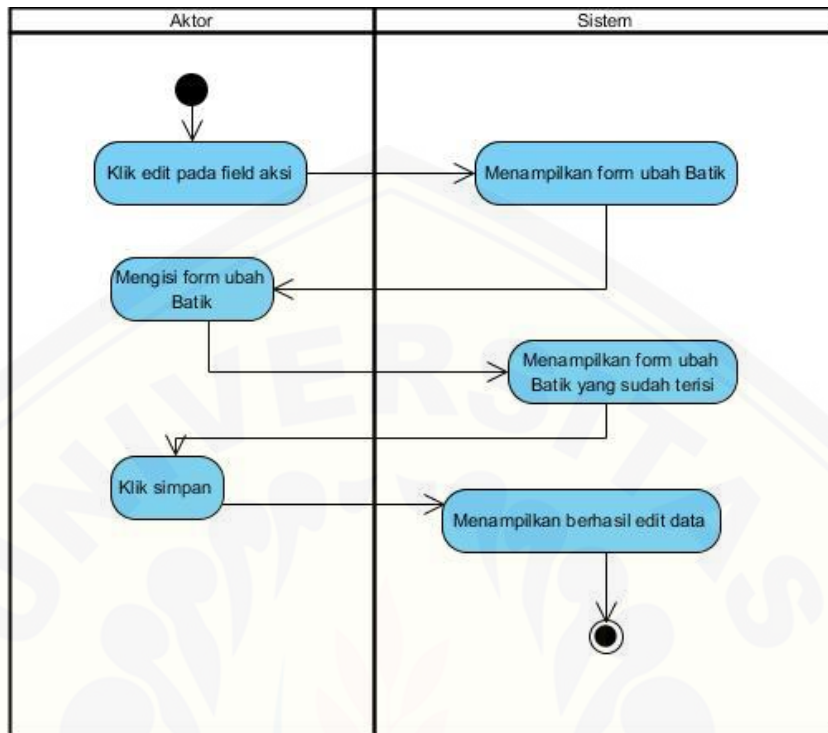 Aktor
Sistem
Klik edit pada field aksi
Menampilkan form ubah Batik
Mengisi form ubah
Batik
Menampilkan form ubah
Batik yang sudah terisi
Klik simpan
Menampilkan berhasil edit data
UNIVERSITAS